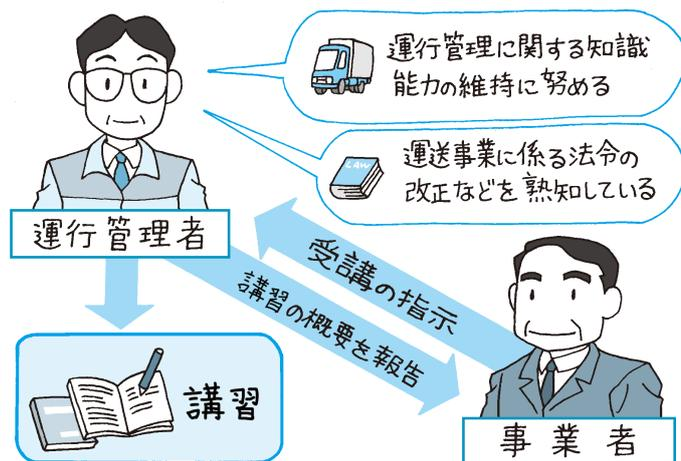 運行管理に関する知識
能力の維持に努める
運送事業に係る法令の
改正などを熟知している
LAW
運行管理者
受講の指示
講習の概要を報告
講習
事業者